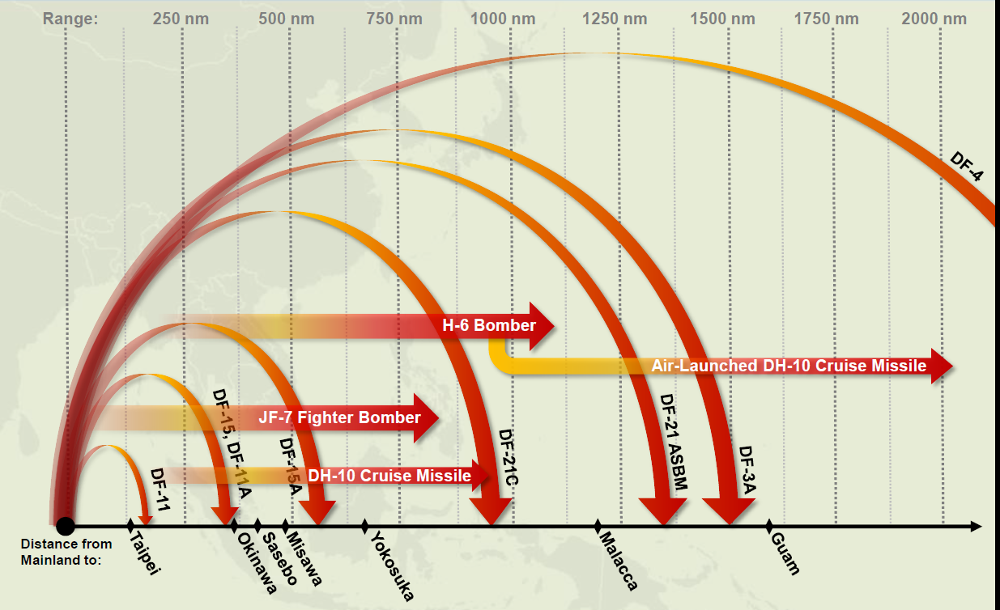 Range: 250 nm 500 nm 750 nm 1000 nm 1250 nm 1500 nm 1750 nm 2000 nm
DF-4
H-6 Bomber
Air-Launched DH-10 Cruise Missile
DF-15, DF-11A
JF-7 Fighter Bomber
DF-15A
DF-21C
DF-21 ASBM
DF-3A
DH-10 Cruise Missile
DF-11
Distance from
Mainland to:
Taipei
Okinawa
Sasebo
Misawa
Yokosuka
Malacca
Guam